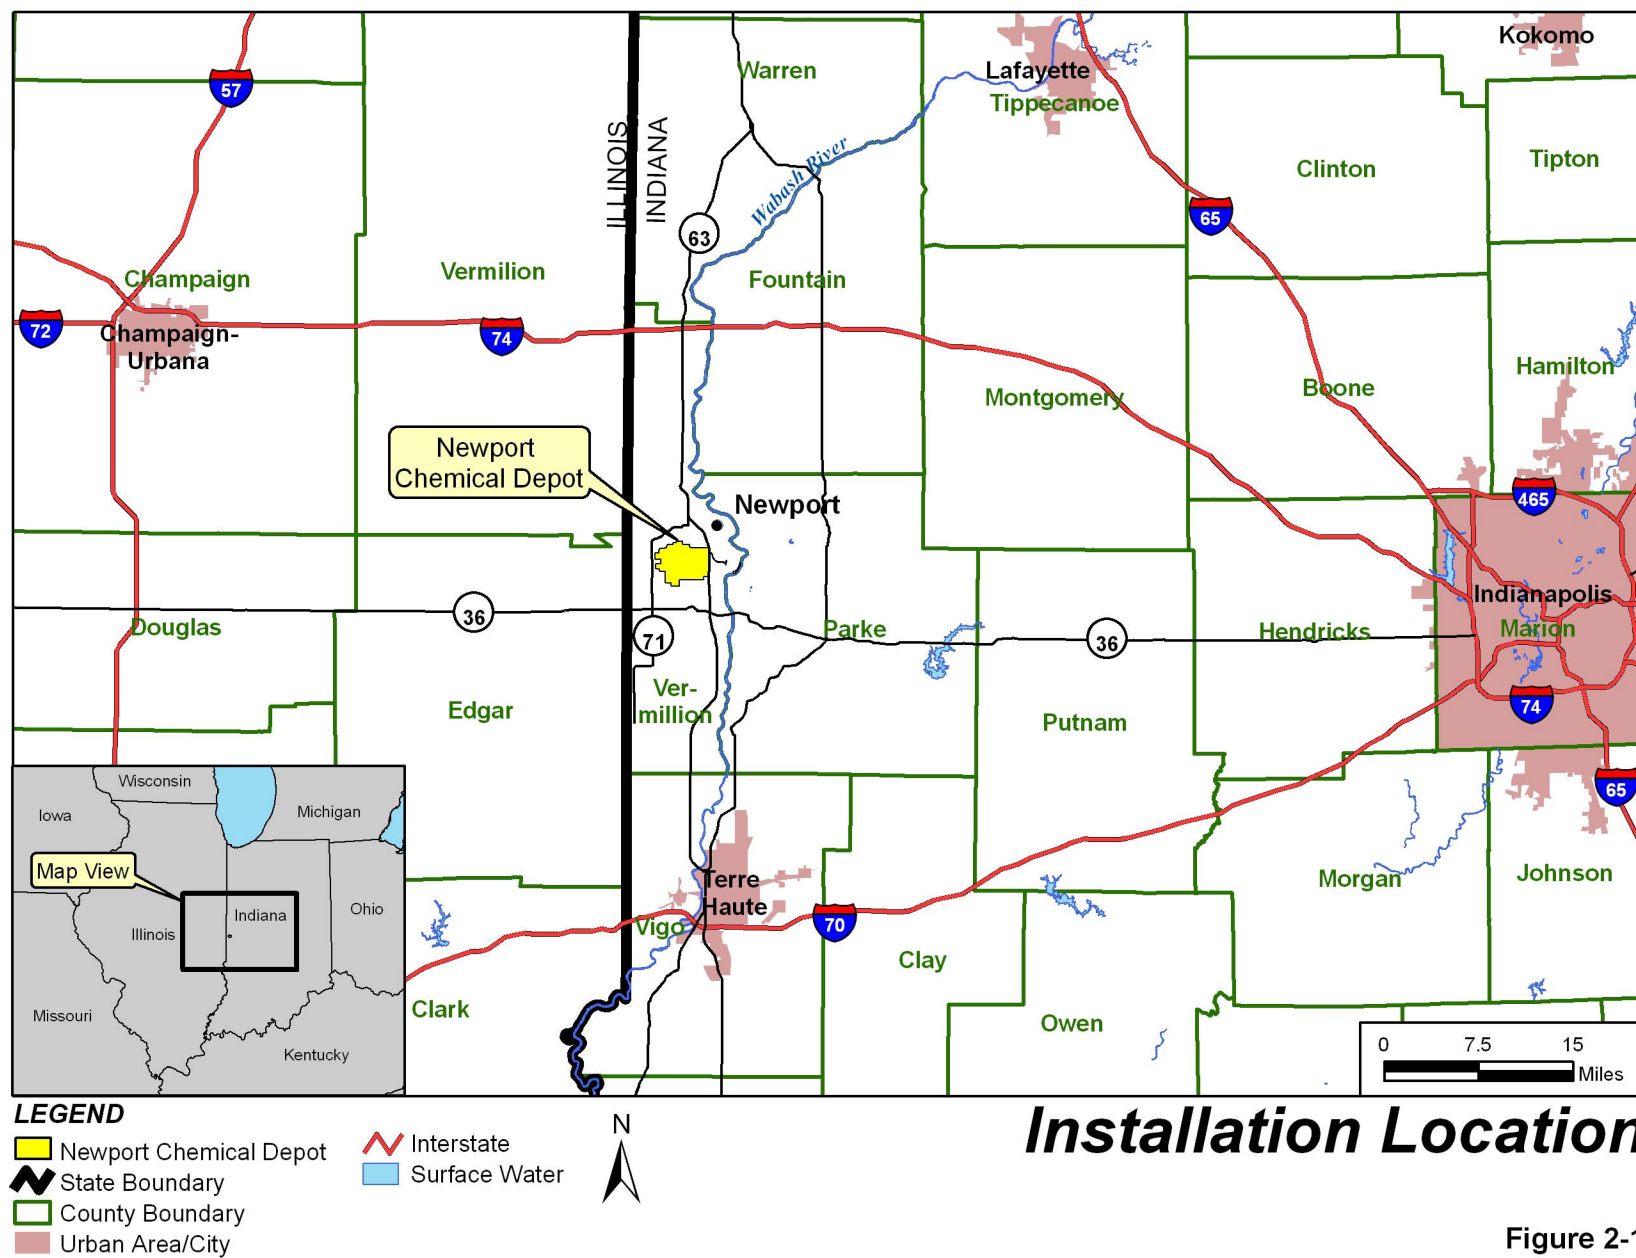 Kokomo
57
Warren
Lafayette
Tippecanoe
ILLINOIS
INDIANA
Wabash River
Clinton
Tipton
65
63
Champaign
Vermilion
Fountain
72
Champaign-
Urbana
74
Hamilton
Boone
Montgomery
Newport
Chemical Depot
Newport
465
Indianapolis
Marion
36
Douglas
71
Parke
36
Hendricks
Ver-
million
Edgar
Putnam
74
65
Wisconsin
Iowa
Michigan
Map View
Indiana
Ohio
Illinois
Missouri
Kentucky
Terre
Haute
Vigo
70
Morgan
Johnson
Clay
Clark
Owen
0 7.5 15
Miles
LEGEND
Newport Chemical Depot
State Boundary
County Boundary
Urban Area/City
Interstate
Surface Water
N
Installation Location
Figure 2-1